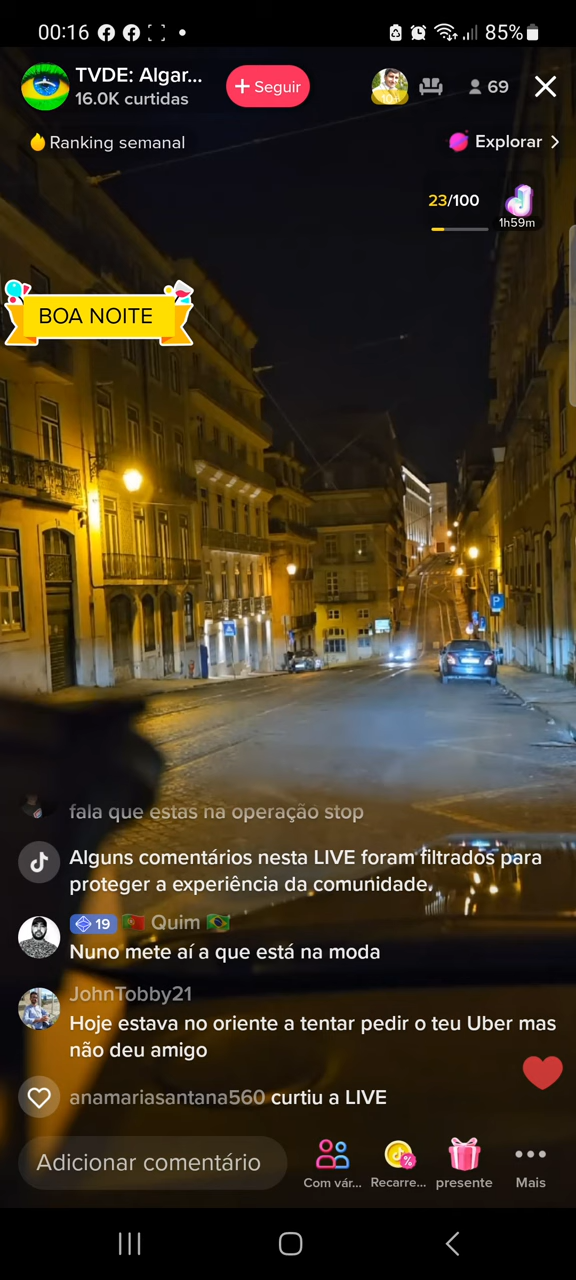 00:16
85%
TVDE: Algar...
16.0K curtidas
+ Seguir
69
Ranking semanal
Explorar >
23/100
1h59m
BOA NOITE
P
fala que estas na operação stop
Alguns comentários nesta LIVE foram filtrados para
proteger a experiência da comunidade.
19 Quim
Nuno mete aí a que está na moda
JohnTobby21
Hoje estava no oriente a tentar pedir o teu Uber mas
não deu amigo
anamariasantana560 curtiu a LIVE
Adicionar comentário
Com vár...
Recarre...
presente
Mais